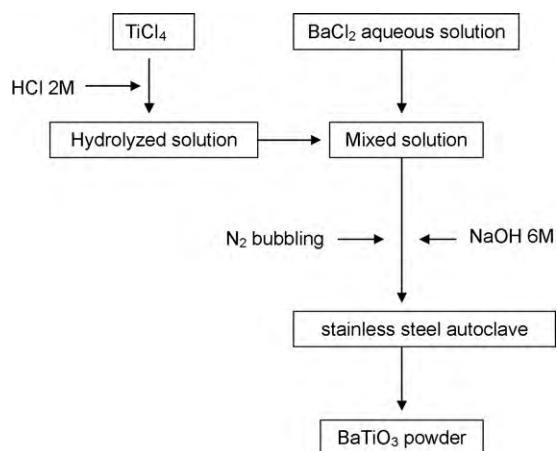 TiCl₄
BaCl₂ aqueous solution
HCl 2M
Hydrolyzed solution
Mixed solution
N₂ bubbling
NaOH 6M
stainless steel autoclave
BaTiO₃ powder